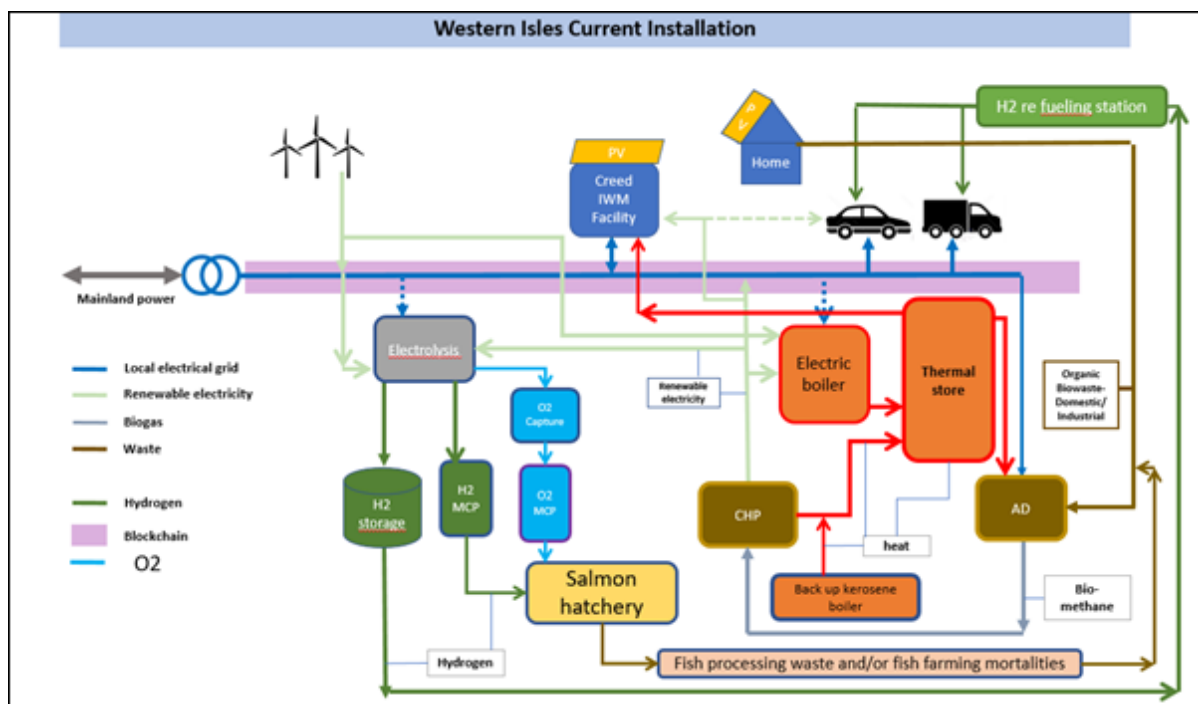 Western Isles Current Installation
H2 re fueling station
PV
Home
PV
Creed
IWM
Facility
Mainland power
Electrolysis
Electric
boiler
Thermal
store
Organic
Biowaste-
Domestic/
Industrial
Local electrical grid
Renewable electricity
Biogas
Waste
Hydrogen
Blockchain
O2
Renewable
electricity
O2
Capture
H2
storage
H2
MCP
O2
MCP
CHP
AD
heat
Salmon
hatchery
Back up kerosene
boiler
Bio-
methane
Hydrogen
Fish processing waste and/or fish farming mortalities